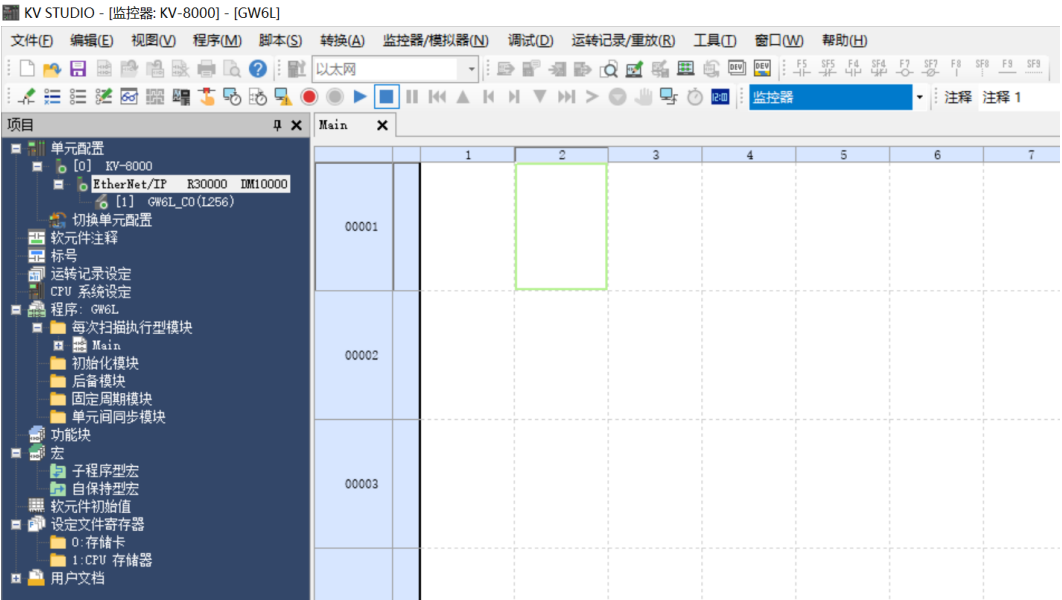 KV STUDIO - [监控器: KV-8000] - [GW6L]
文件(F) 编辑(E) 视图(V) 程序(M) 脚本(S) 转换(A) 监控器/模拟器(N) 调试(D) 运转记录/重放(R) 工具(T) 窗口(W) 帮助(H)
以太网 DEV DEV F5 SF5 F4 SF4 F7 SF7 F8 SF8 F9 SF9
监控器 注释 注释 1
项目
Main
1 2 3 4 5 6 7
单元配置
[0] KV-8000
EtherNet/IP R30000 DM10000
[1] GW6L_C0(L256)
切换单元配置
软元件注释
标号
运转记录设定
CPU 系统设定
程序: GW6L
每次扫描执行型模块
Main
初始化模块
后备模块
固定周期模块
单元间同步模块
功能块
宏
子程序型宏
自保持型宏
软元件初始值
设定文件寄存器
0:存储卡
1:CPU 存储器
用户文档
00001
00002
00003